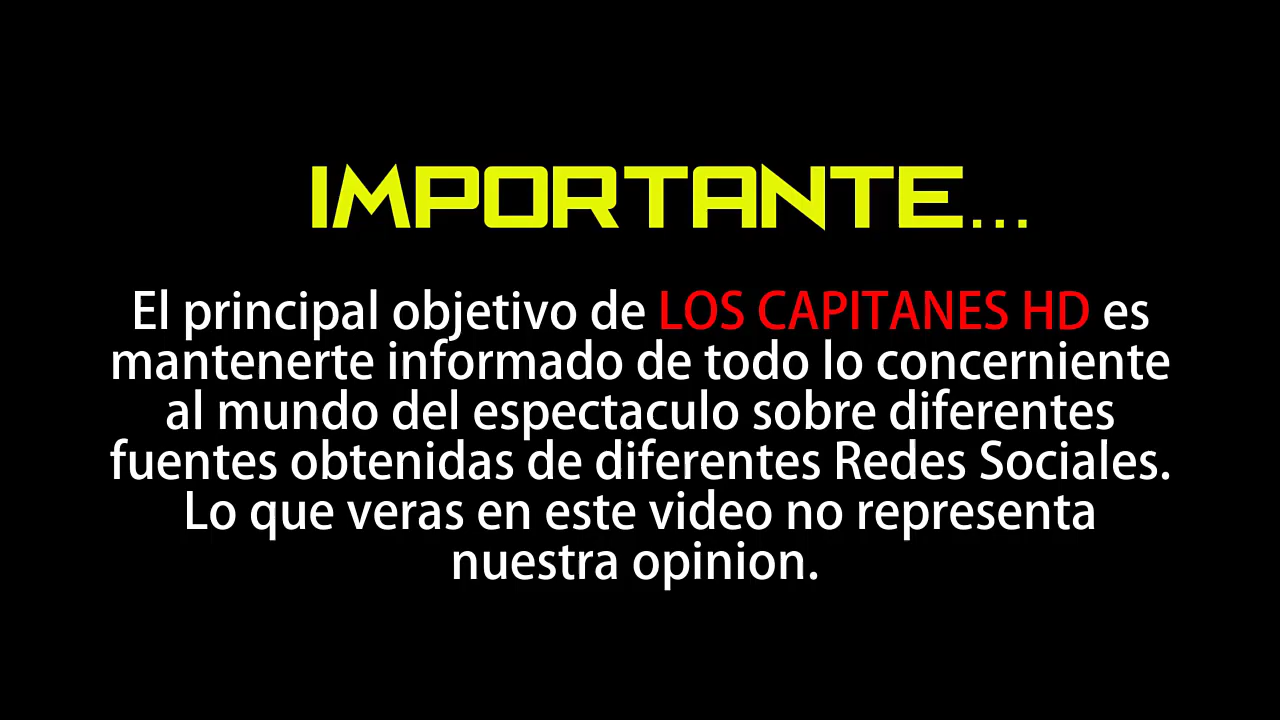 IMPORTANTE...
El principal objetivo de LOS CAPITANES HD es
mantenerte informado de todo lo concerniente
al mundo del espectaculo sobre diferentes
fuentes obtenidas de diferentes Redes Sociales.
Lo que veras en este video no representa
nuestra opinion.